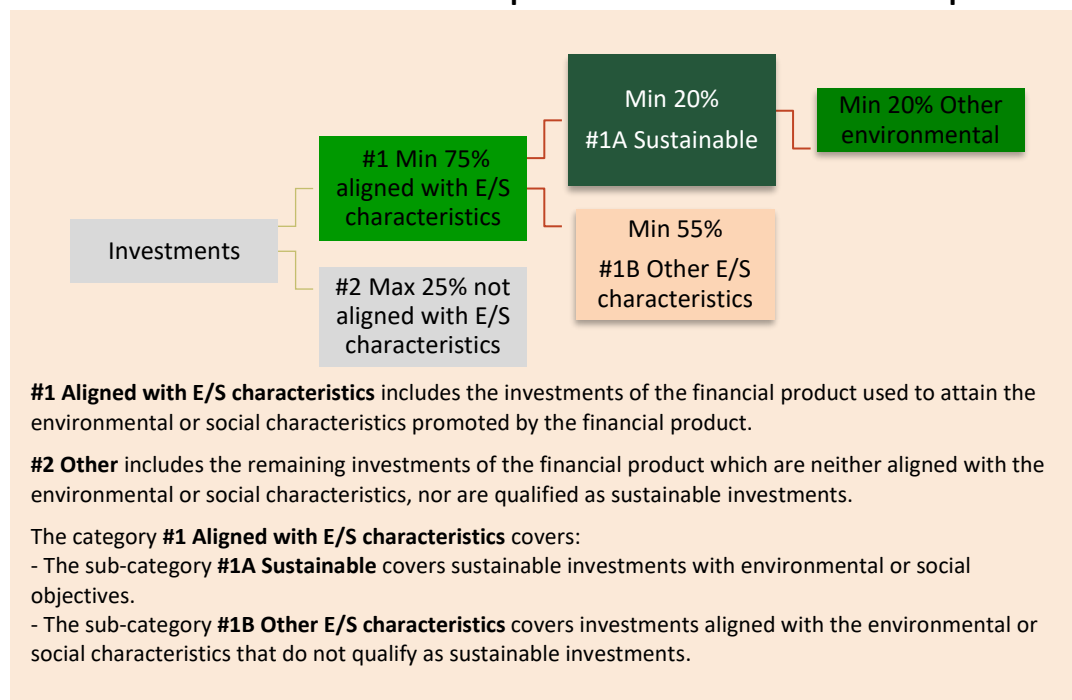 Min 20%
#1A Sustainable
Min 20% Other
environmental
#1 Min 75%
aligned with E/S
characteristics
Min 55%
#1B Other E/S
characteristics
Investments
#2 Max 25% not
aligned with E/S
characteristics
#1 Aligned with E/S characteristics includes the investments of the financial product used to attain the
environmental or social characteristics promoted by the financial product.
#2 Other includes the remaining investments of the financial product which are neither aligned with the
environmental or social characteristics, nor are qualified as sustainable investments.
The category #1 Aligned with E/S characteristics covers:
- The sub-category #1A Sustainable covers sustainable investments with environmental or social
objectives.
- The sub-category #1B Other E/S characteristics covers investments aligned with the environmental or
social characteristics that do not qualify as sustainable investments.